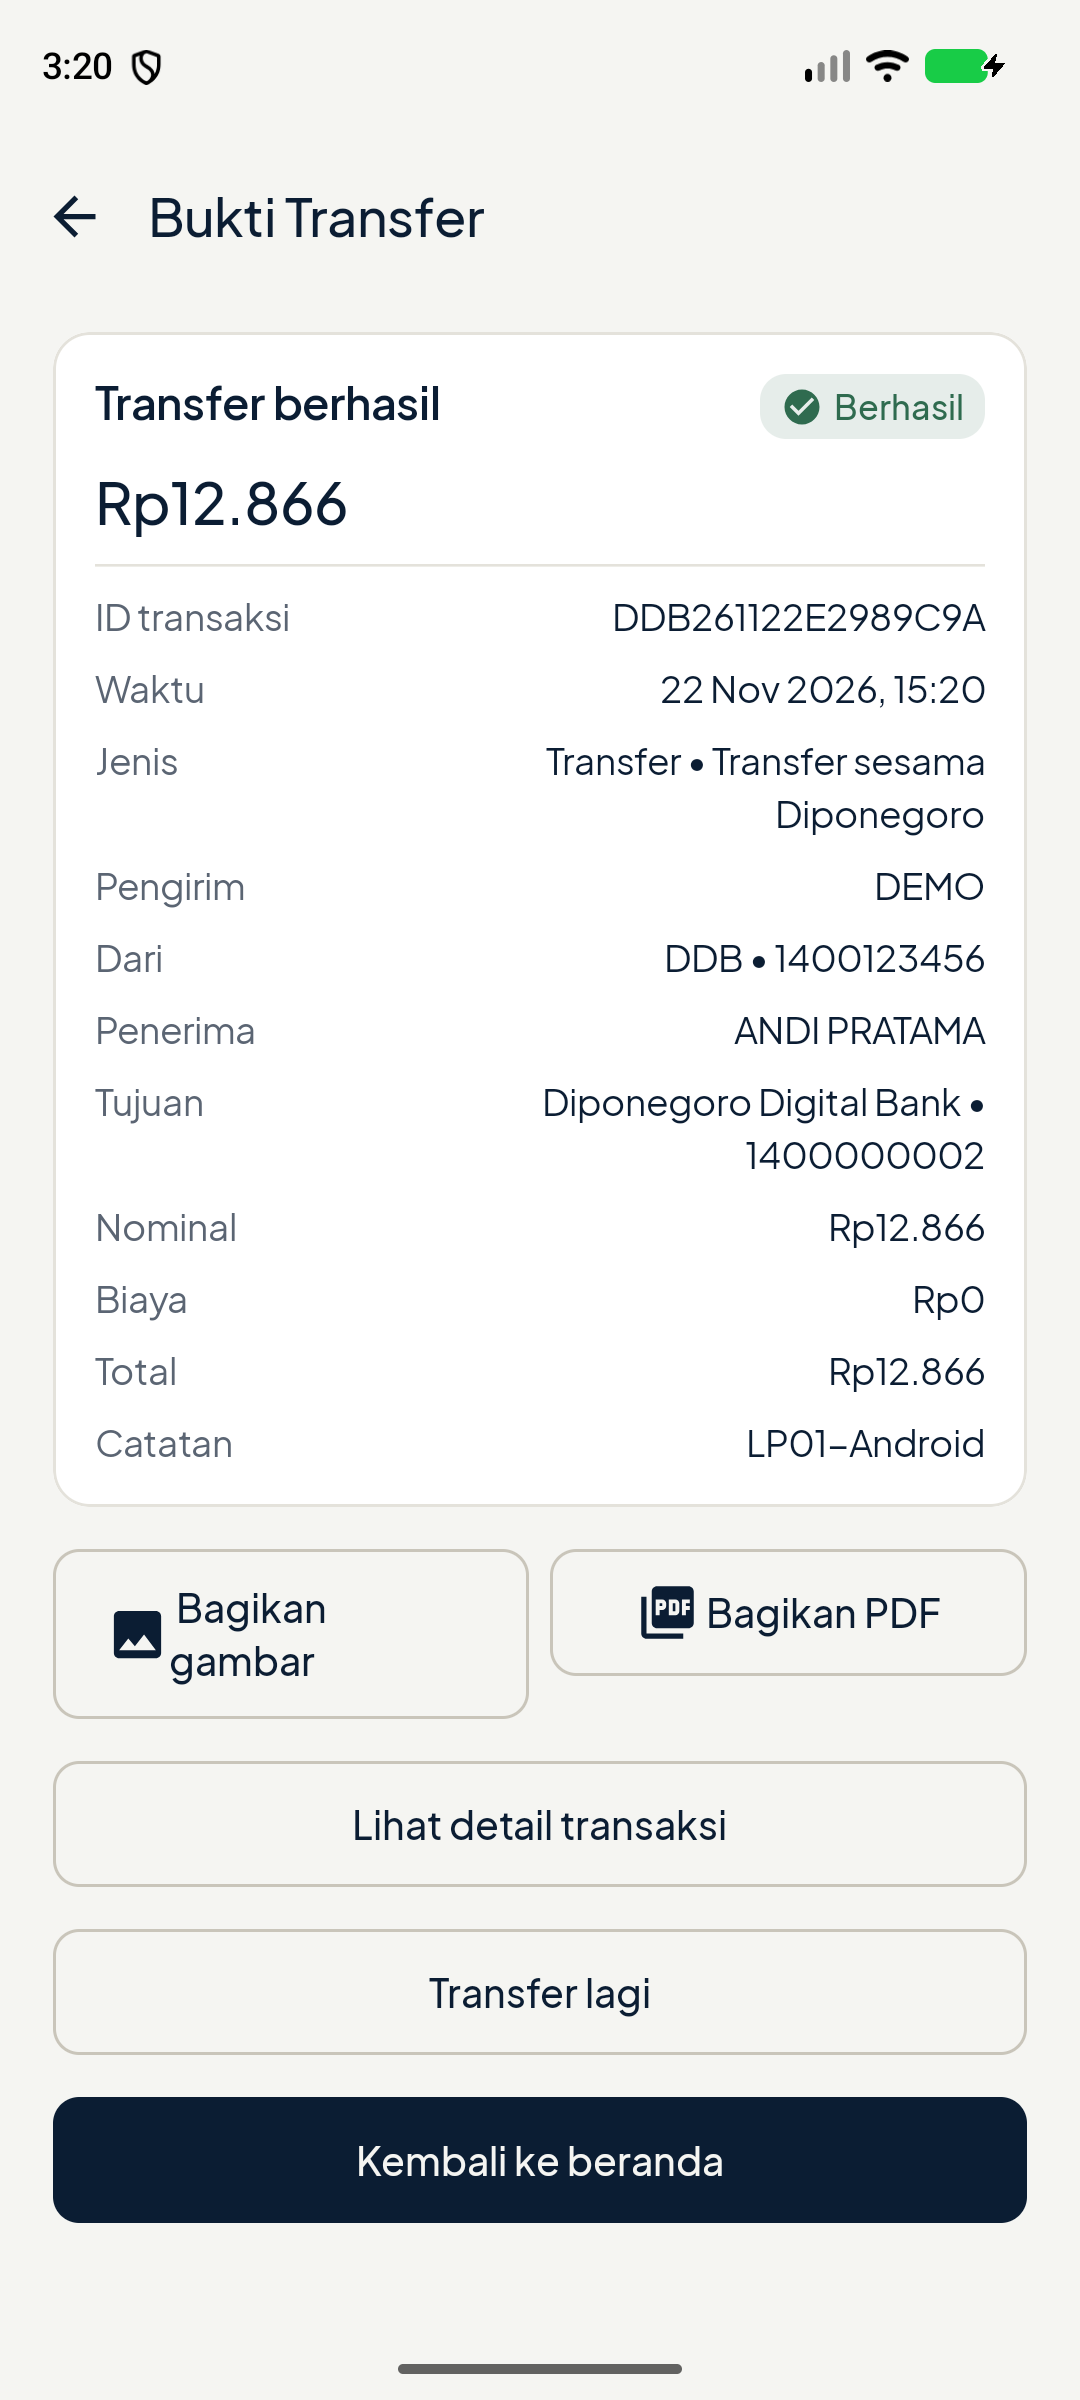 3:20
Bukti Transfer
Transfer berhasil
Berhasil
Rp12.866
ID transaksi DDB261122E2989C9A
Waktu 22 Nov 2026, 15:20
Jenis Transfer • Transfer sesama
Diponegoro
Pengirim DEMO
Dari DDB • 1400123456
Penerima ANDI PRATAMA
Tujuan Diponegoro Digital Bank •
1400000002
Nominal Rp12.866
Biaya Rp0
Total Rp12.866
Catatan LP01–Android
Bagikan
gambar
PDF Bagikan PDF
Lihat detail transaksi
Transfer lagi
Kembali ke beranda